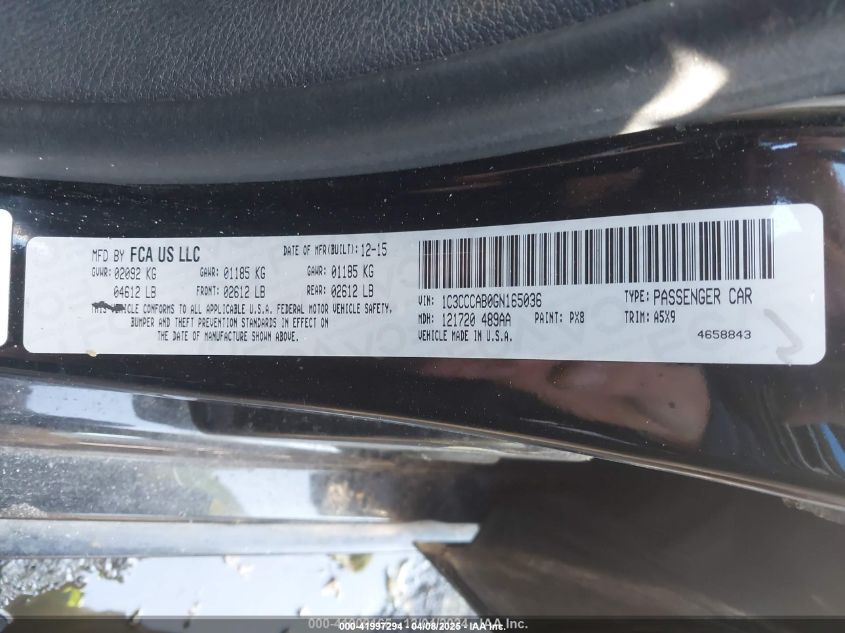 MFD BY FCA US LLC DATE OF MFR(BUILT): 12-15
GVWR: 02092 KG GAWR: 01185 KG GAWR: 01185 KG
04612 LB FRONT: 02612 LB REAR: 02612 LB
THIS VEHICLE CONFORMS TO ALL APPLICABLE U.S.A. FEDERAL MOTOR VEHICLE SAFETY,
BUMPER AND THEFT PREVENTION STANDARDS IN EFFECT ON
THE DATE OF MANUFACTURE SHOWN ABOVE.
VIN: 1C3CCCAB0GN165036 TYPE: PASSENGER CAR
MDH: 121720 489AA PAINT: PX8 TRIM: A5X9
VEHICLE MADE IN U.S.A. 4658843
41997294 - 04/08/2025 - IAA Inc.